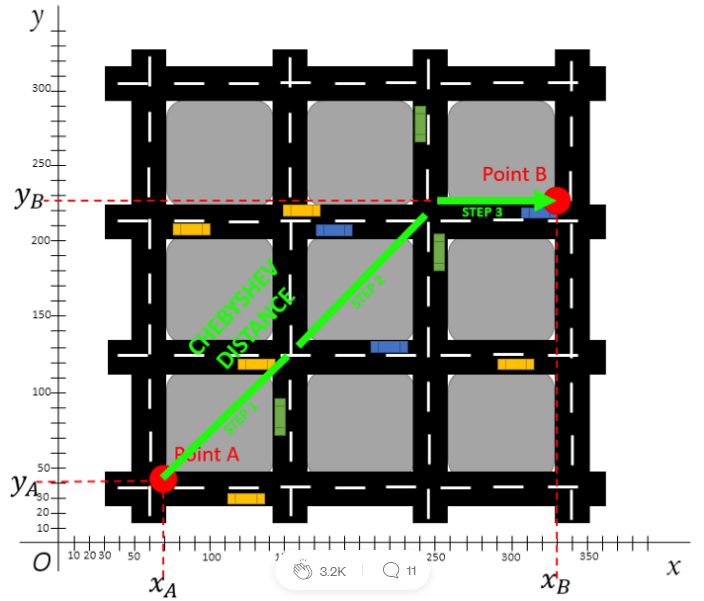 y
300
250
y_B
200
150
100
50
y_A
30
20
10
Point B
STEP 3
STEP 2
CHEBYSHEV
DISTANCE
STEP 1
Point A
O
10 20 30 50 100 250 300 350
x
x_A
x_B
3.2K 11